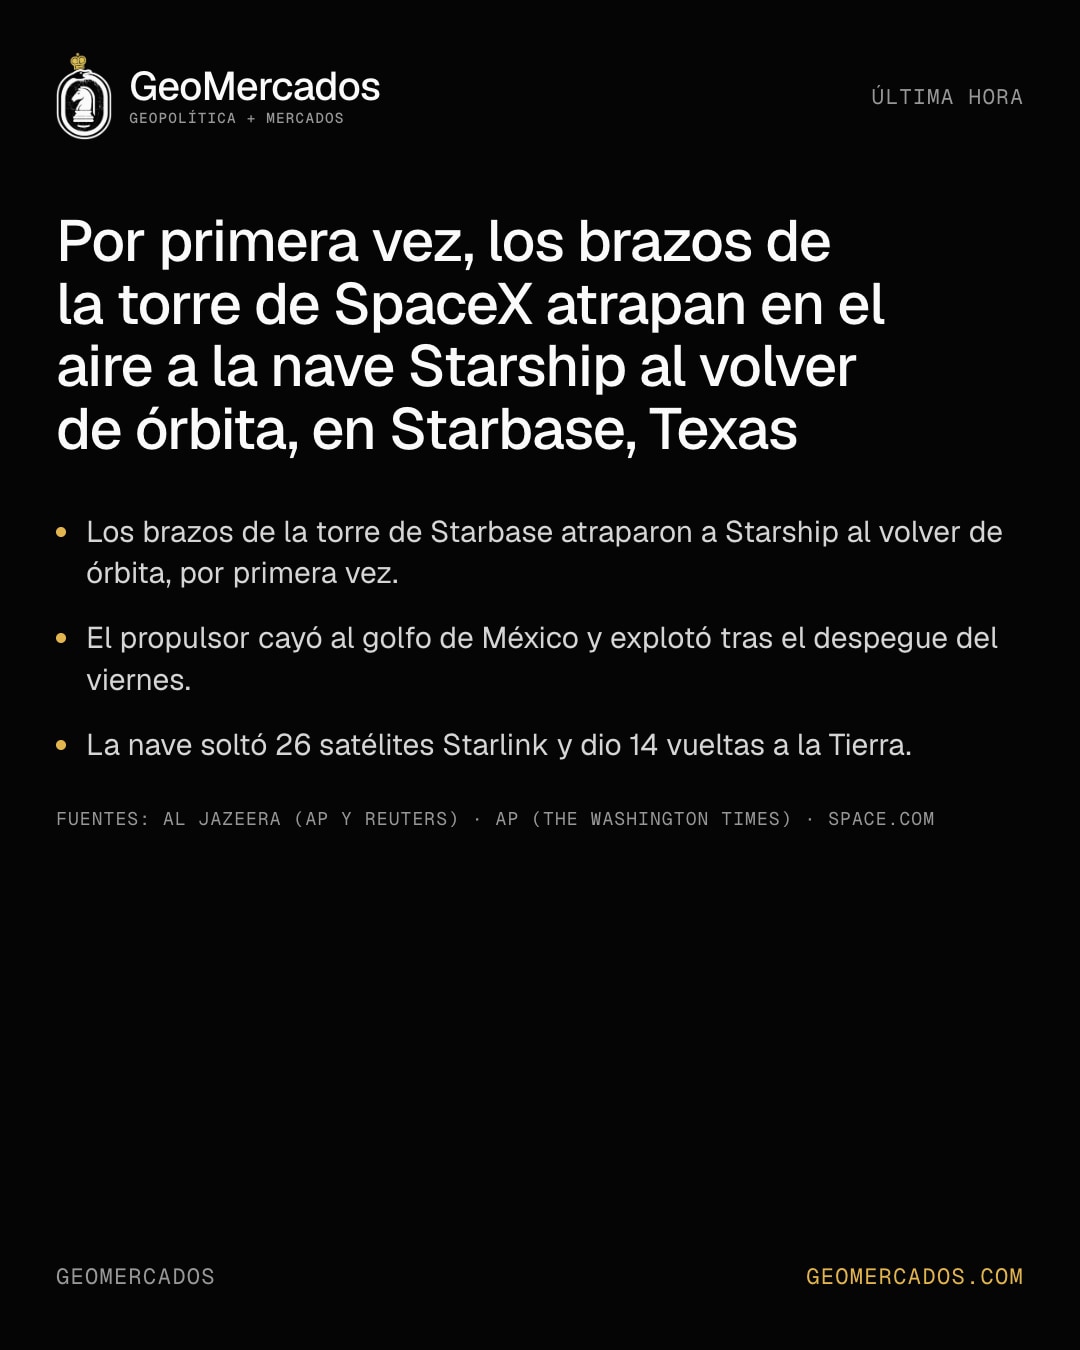 GeoMercados
GEOPOLÍTICA + MERCADOS
ÚLTIMA HORA
Por primera vez, los brazos de
la torre de SpaceX atrapan en el
aire a la nave Starship al volver
de órbita, en Starbase, Texas
• Los brazos de la torre de Starbase atraparon a Starship al volver de
órbita, por primera vez.
• El propulsor cayó al golfo de México y explotó tras el despegue del
viernes.
• La nave soltó 26 satélites Starlink y dio 14 vueltas a la Tierra.
FUENTES: AL JAZEERA (AP Y REUTERS) · AP (THE WASHINGTON TIMES) · SPACE.COM
GEOMERCADOS
GEOMERCADOS.COM